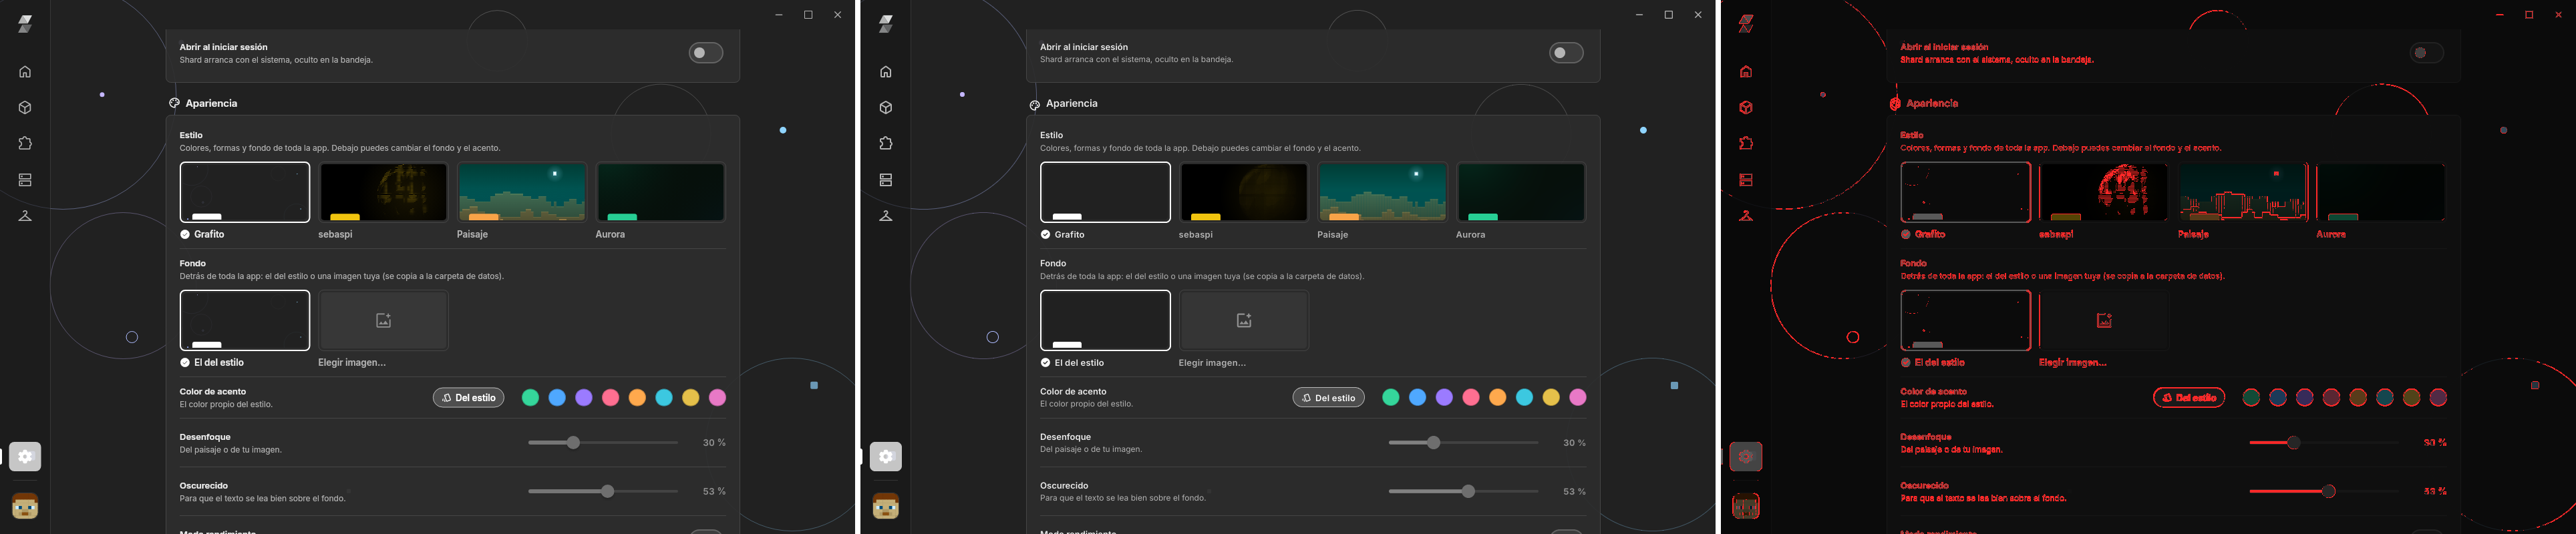 Abrir al iniciar sesión
Shard arranca con el sistema, oculto en la bandeja.
Apariencia
Estilo
Colores, formas y fondo de toda la app. Debajo puedes cambiar el fondo y el acento.
Grafito
sebaspi
Paisaje
Aurora
Fondo
Detrás de toda la app: el del estilo o una imagen tuya (se copia a la carpeta de datos).
El del estilo
Elegir imagen...
Color de acento
El color propio del estilo.
Del estilo
Desenfoque
Del paisaje o de tu imagen.
30 %
Oscurecido
Para que el texto se lea bien sobre el fondo.
53 %
Abrir al iniciar sesión
Shard arranca con el sistema, oculto en la bandeja.
Apariencia
Estilo
Colores, formas y fondo de toda la app. Debajo puedes cambiar el fondo y el acento.
Grafito
sebaspi
Paisaje
Aurora
Fondo
Detrás de toda la app: el del estilo o una imagen tuya (se copia a la carpeta de datos).
El del estilo
Elegir imagen...
Color de acento
El color propio del estilo.
Del estilo
Desenfoque
Del paisaje o de tu imagen.
30 %
Oscurecido
Para que el texto se lea bien sobre el fondo.
53 %
Abrir al iniciar sesión
Shard arranca con el sistema, oculto en la bandeja.
Apariencia
Estilo
Colores, formas y fondo de toda la app. Debajo puedes cambiar el fondo y el acento.
Grafito
sebaspi
Paisaje
Aurora
Fondo
Detrás de toda la app: el del estilo o una imagen tuya (se copia a la carpeta de datos).
El del estilo
Elegir imagen...
Color de acento
El color propio del estilo.
Del estilo
Desenfoque
Del paisaje o de tu imagen.
30 %
Oscurecido
Para que el texto se lea bien sobre el fondo.
53 %